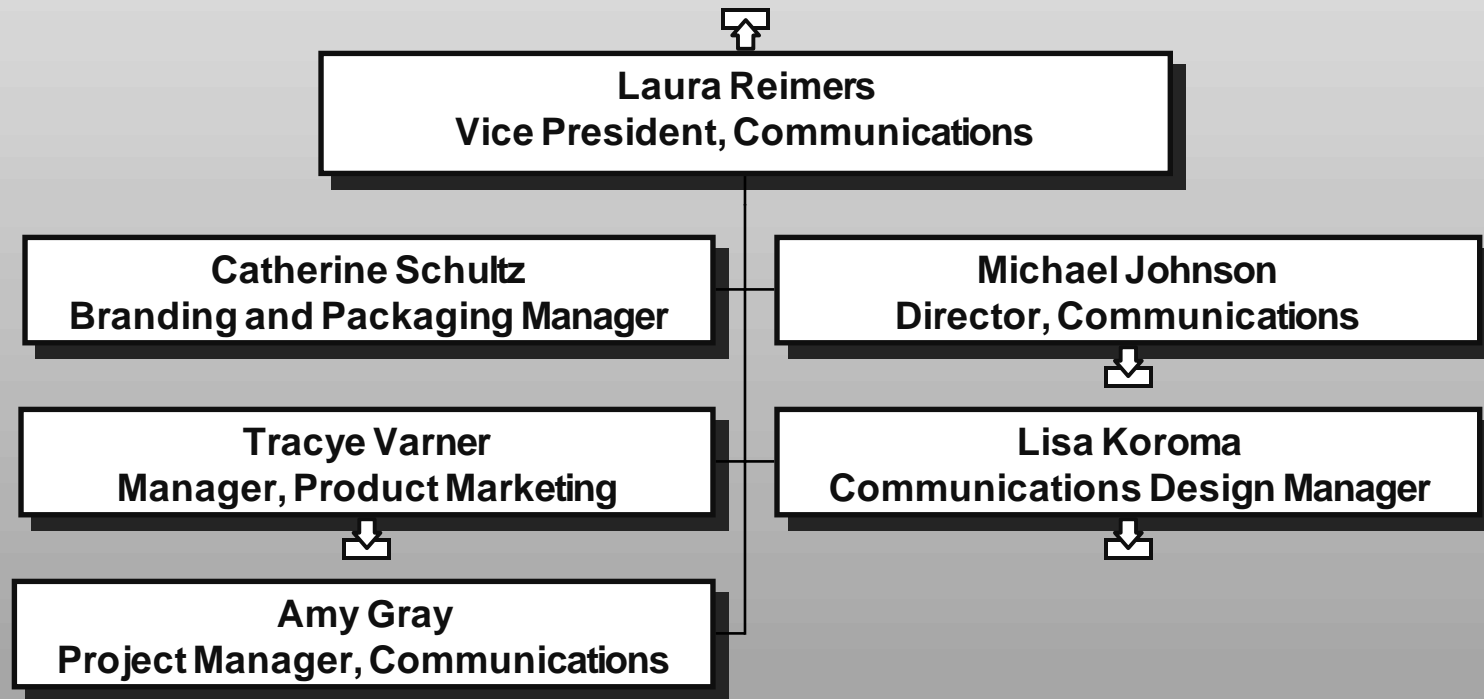 Laura Reimers
Vice President, Communications
Catherine Schultz
Branding and Packaging Manager
Michael Johnson
Director, Communications
Tracye Varner
Manager, Product Marketing
Lisa Koroma
Communications Design Manager
Amy Gray
Project Manager, Communications